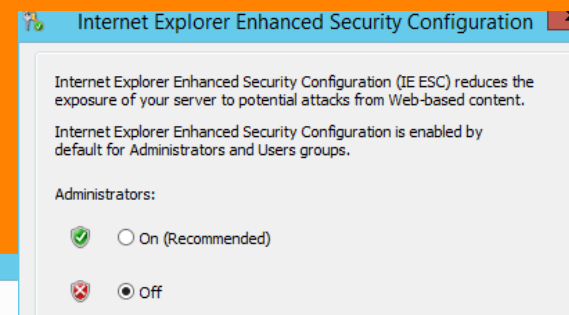 Internet Explorer Enhanced Security Configuration
Internet Explorer Enhanced Security Configuration (IE ESC) reduces the
exposure of your server to potential attacks from Web-based content.
Internet Explorer Enhanced Security Configuration is enabled by
default for Administrators and Users groups.
Administrators:
On (Recommended)
Off